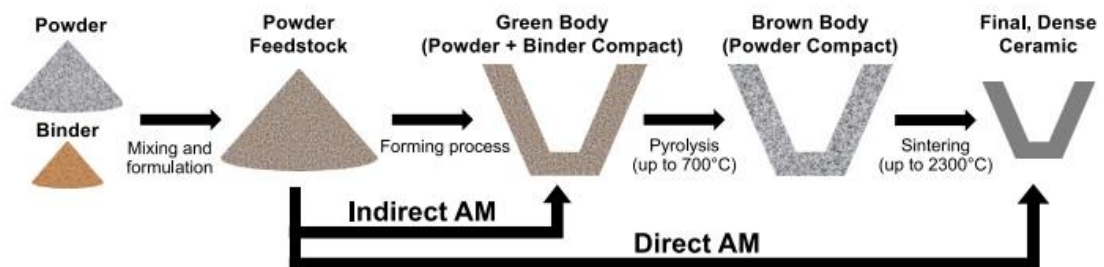 Powder
Binder
Mixing and
formulation
Powder
Feedstock
Forming process
Green Body
(Powder + Binder Compact)
Pyrolysis
(up to 700°C)
Brown Body
(Powder Compact)
Sintering
(up to 2300°C)
Final, Dense
Ceramic
Indirect AM
Direct AM